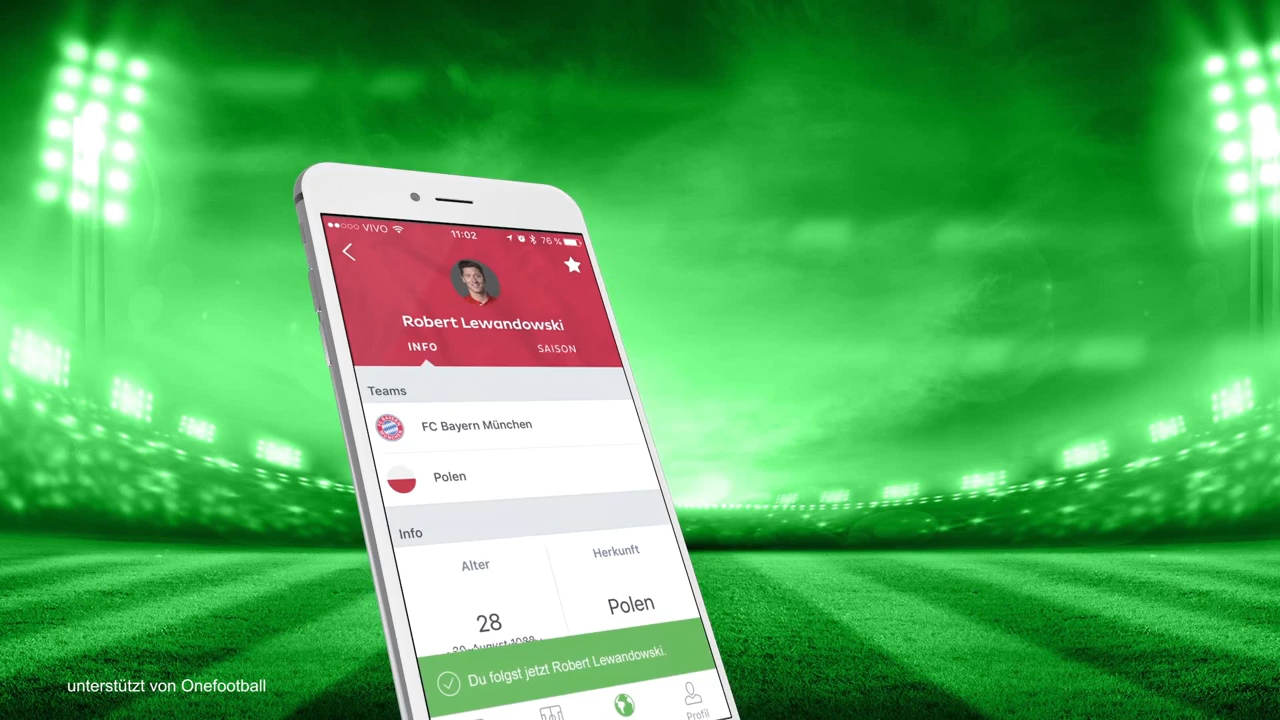 VIVO 11:02 76 %
Robert Lewandowski
INFO SAISON
Teams
FC Bayern München
Polen
Info
Alter Herkunft
28 Polen
Du folgst jetzt Robert Lewandowski.
Profil
unterstützt von Onefootball